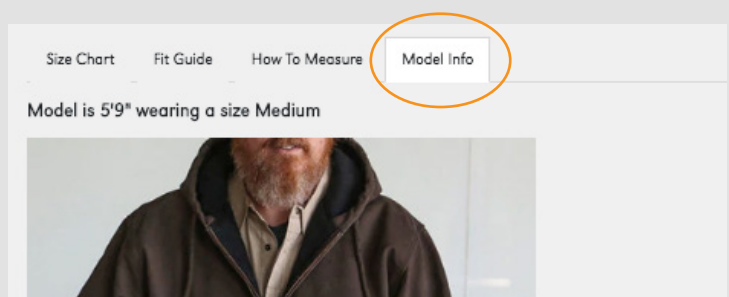 Size Chart Fit Guide How To Measure Model Info
Model is 5'9" wearing a size Medium